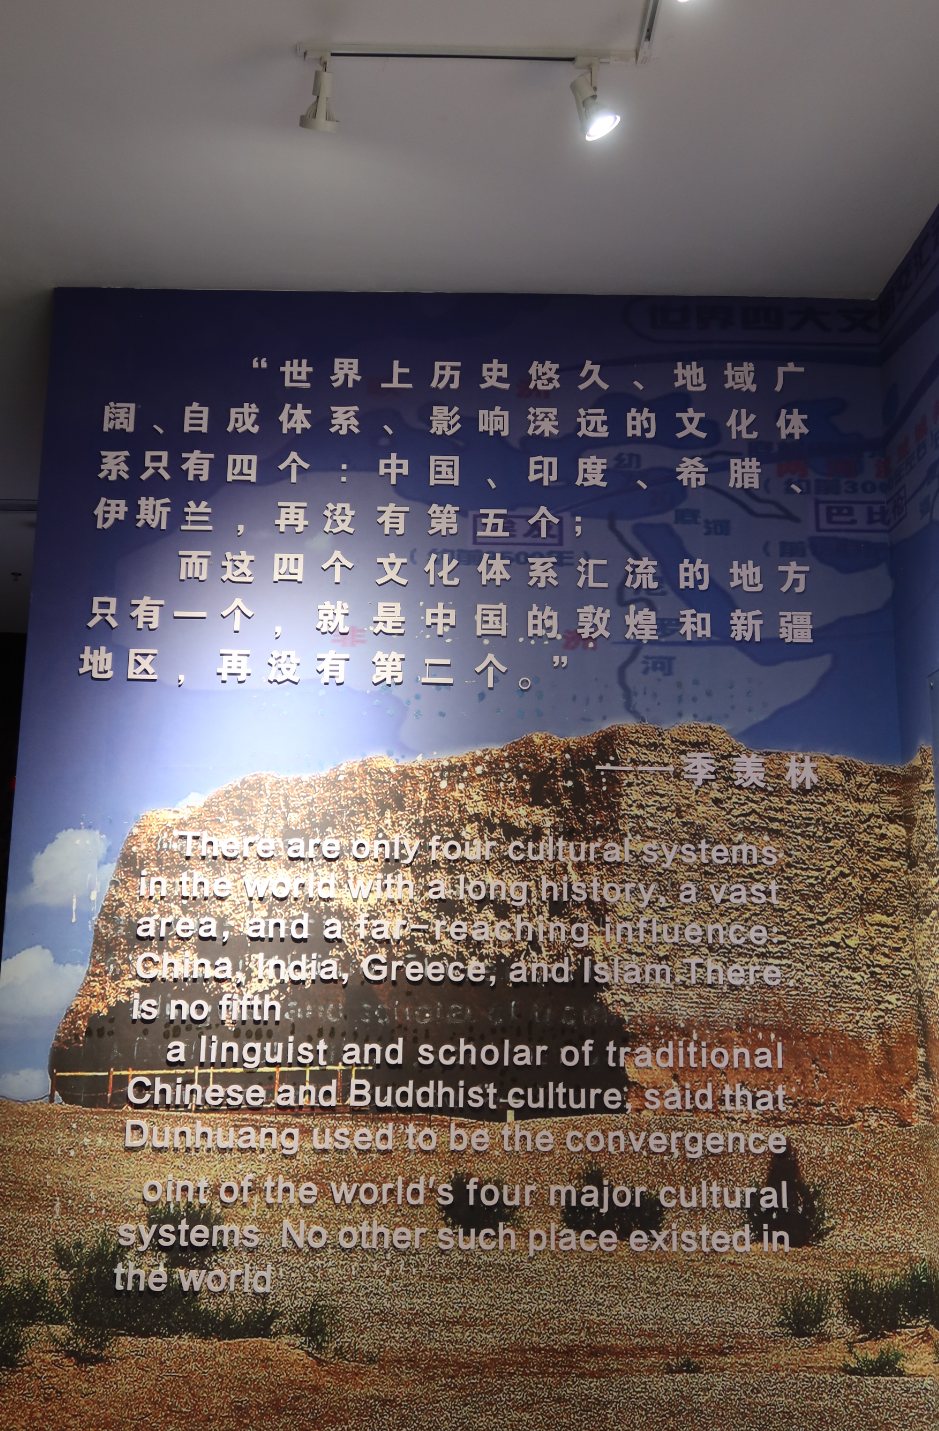 世界四大文
“世界上历史悠久、地域广
阔、自成体系、影响深远的文化体
系只有四个：中国、印度、希腊、
伊斯兰，再没有第五个；
而这四个文化体系汇流的地方
只有一个，就是中国的敦煌和新疆
地区，再没有第二个。”
——季羡林
"There are only four cultural systems
in the world with a long history, a vast
area, and a far-reaching influence:
China, India, Greece, and Islam.There
is no fifth
a linguist and scholar of traditional
Chinese and Buddhist culture, said that
Dunhuang used to be the convergence
oint of the world's four major cultural
systems. No other such place existed in
the world